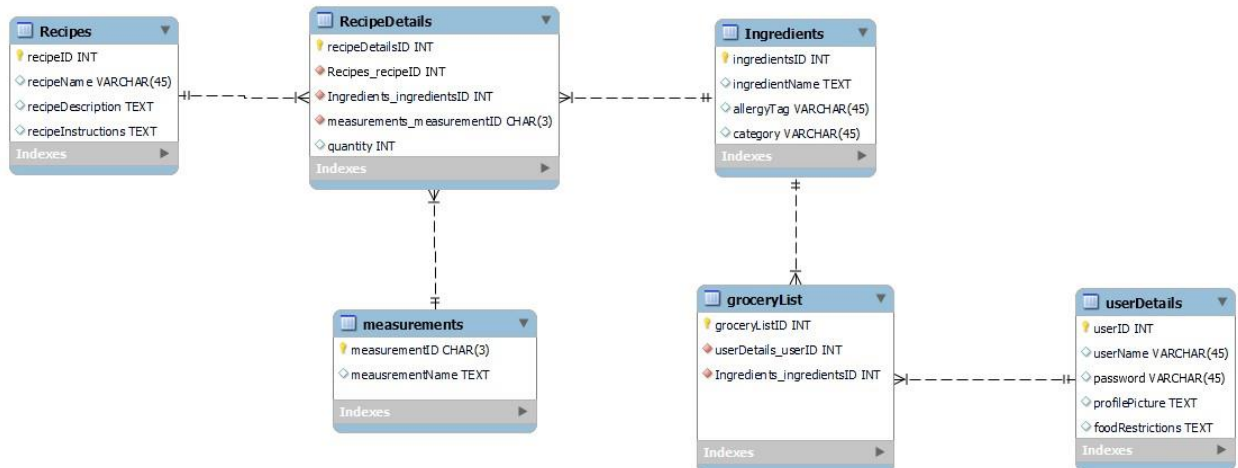 Recipes
recipeID INT
recipeName VARCHAR(45)
recipeDescription TEXT
recipeInstructions TEXT
Indexes
RecipeDetails
recipeDetailsID INT
Recipes_recipeID INT
Ingredients_ingredientsID INT
measurements_measurementID CHAR(3)
quantity INT
Indexes
Ingredients
ingredientsID INT
ingredientName TEXT
allergyTag VARCHAR(45)
category VARCHAR(45)
Indexes
measurements
measurementID CHAR(3)
meausrementName TEXT
Indexes
groceryList
groceryListID INT
userDetails_userID INT
Ingredients_ingredientsID INT
Indexes
userDetails
userID INT
userName VARCHAR(45)
password VARCHAR(45)
profilePicture TEXT
foodRestrictions TEXT
Indexes